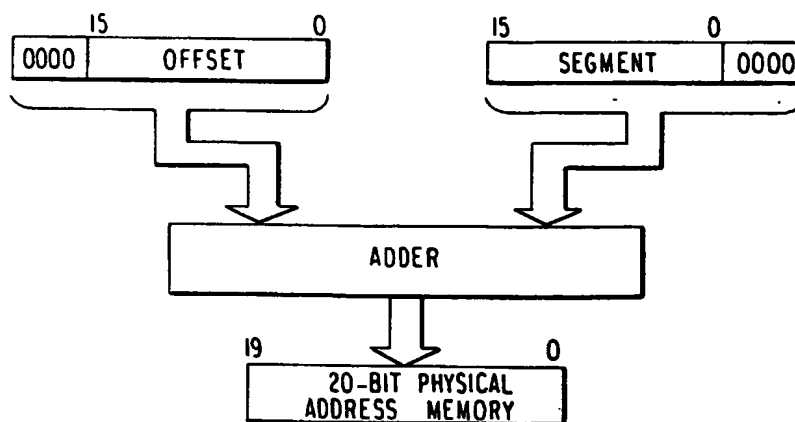 15 0
0000 OFFSET
15 0
SEGMENT 0000
ADDER
19 0
20-BIT PHYSICAL
ADDRESS MEMORY